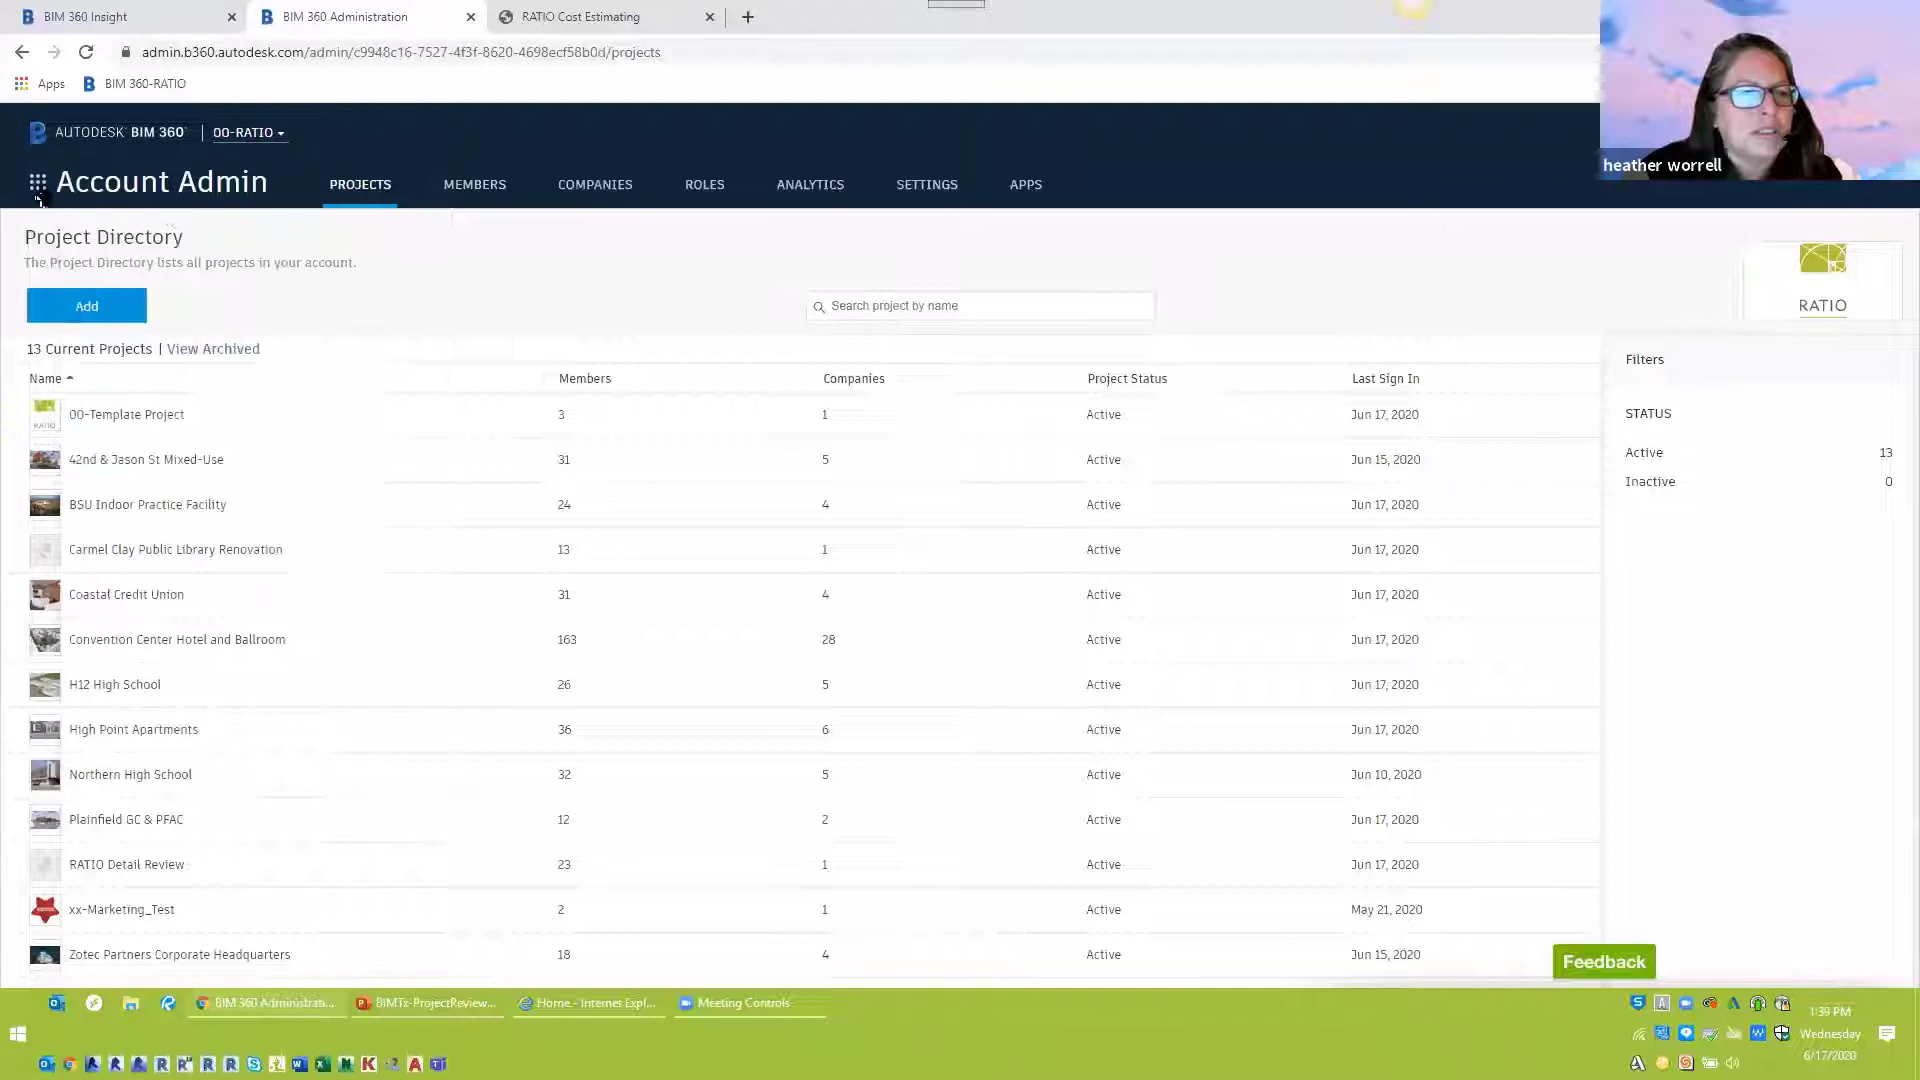 BIM 360 Insight
BIM 360 Administration
RATIO Cost Estimating
admin.b360.autodesk.com/admin/c9948c16-7527-4f3f-8620-4698ecf58b0d/projects
Apps
BIM 360-RATIO
AUTODESK BIM 360
00-RATIO
Account Admin
PROJECTS MEMBERS COMPANIES ROLES ANALYTICS SETTINGS APPS
heather worrell
Project Directory
The Project Directory lists all projects in your account.
Add
Search project by name
RATIO
13 Current Projects | View Archived
Filters
Name Members Companies Project Status Last Sign In
00-Template Project 3 1 Active Jun 17, 2020
STATUS
42nd & Jason St Mixed-Use 31 5 Active Jun 15, 2020
Active 13
Inactive 0
BSU Indoor Practice Facility 24 4 Active Jun 17, 2020
Carmel Clay Public Library Renovation 13 1 Active Jun 17, 2020
Coastal Credit Union 31 4 Active Jun 17, 2020
Convention Center Hotel and Ballroom 163 28 Active Jun 17, 2020
H12 High School 26 5 Active Jun 17, 2020
High Point Apartments 36 6 Active Jun 17, 2020
Northern High School 32 5 Active Jun 10, 2020
Plainfield GC & PFAC 12 2 Active Jun 17, 2020
RATIO Detail Review 23 1 Active Jun 17, 2020
xx-Marketing_Test 2 1 Active May 21, 2020
Zotec Partners Corporate Headquarters 18 4 Active Jun 15, 2020
Feedback
BIM 360 Administrati...
BIMTx-ProjectReview...
Home - Internet Expl...
Meeting Controls
1:39 PM
Wednesday
6/17/2020